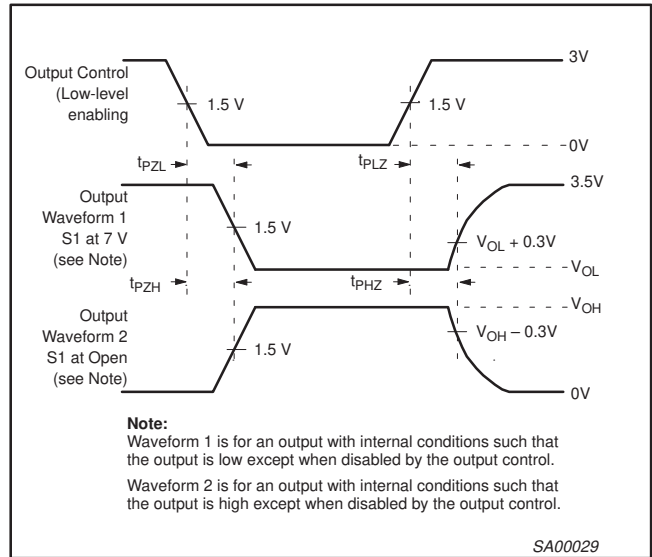 3V
Output Control
(Low-level
enabling
1.5 V
1.5 V
0V
tPZL
tPLZ
3.5V
Output
Waveform 1
S1 at 7 V
(see Note)
1.5 V
VOL + 0.3V
VOL
tPZH
tPHZ
VOH
Output
Waveform 2
S1 at Open
(see Note)
1.5 V
VOH – 0.3V
0V
Note:
Waveform 1 is for an output with internal conditions such that
the output is low except when disabled by the output control.
Waveform 2 is for an output with internal conditions such that
the output is high except when disabled by the output control.
SA00029